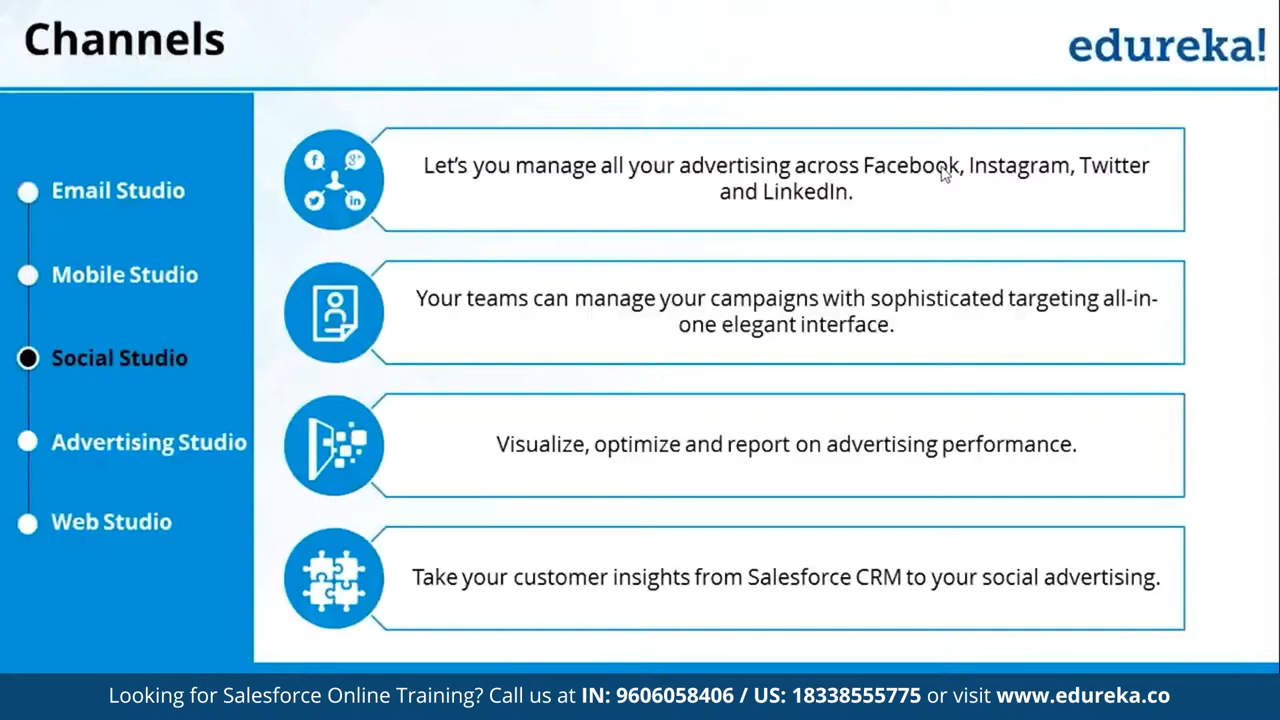 Channels
edureka!
Email Studio
Mobile Studio
Social Studio
Advertising Studio
Web Studio
Let's you manage all your advertising across Facebook, Instagram, Twitter
and LinkedIn.
Your teams can manage your campaigns with sophisticated targeting all-in-
one elegant interface.
Visualize, optimize and report on advertising performance.
Take your customer insights from Salesforce CRM to your social advertising.
Looking for Salesforce Online Training? Call us at IN: 9606058406 / US: 18338555775 or visit www.edureka.co